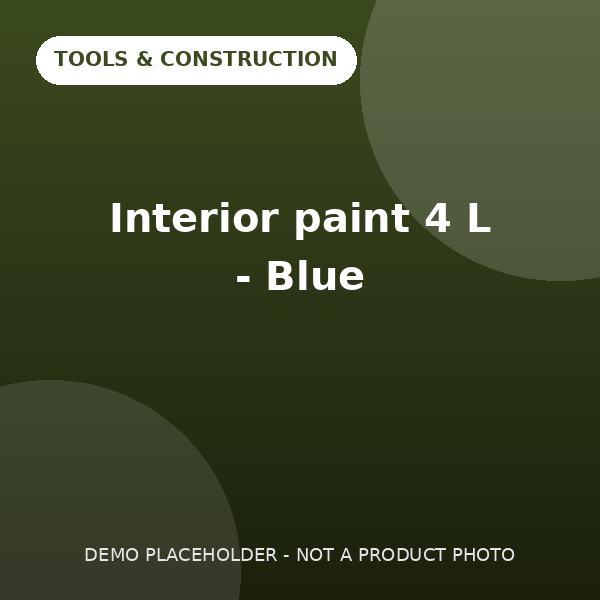 TOOLS & CONSTRUCTION
Interior paint 4 L
- Blue
DEMO PLACEHOLDER - NOT A PRODUCT PHOTO